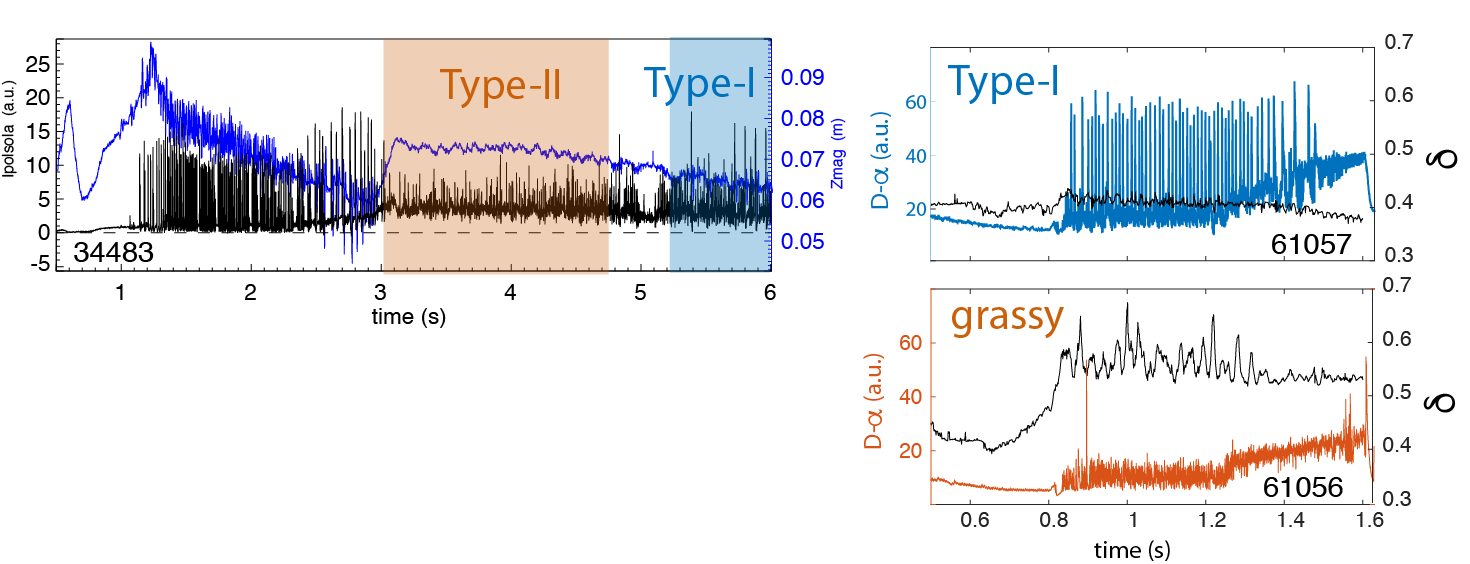 Type-II
Type-I
34483
25
20
15
10
5
0
-5
Ipolsola (a.u.)
0.09
0.08
0.07
0.06
0.05
Zmag (m)
1 2 3 4 5 6
time (s)
Type-I
61057
60
40
20
D-α (a.u.)
0.7
0.6
0.5
0.4
0.3
δ
grassy
61056
60
40
20
D-α (a.u.)
0.7
0.6
0.5
0.4
0.3
δ
0.6 0.8 1 1.2 1.4 1.6
time (s)